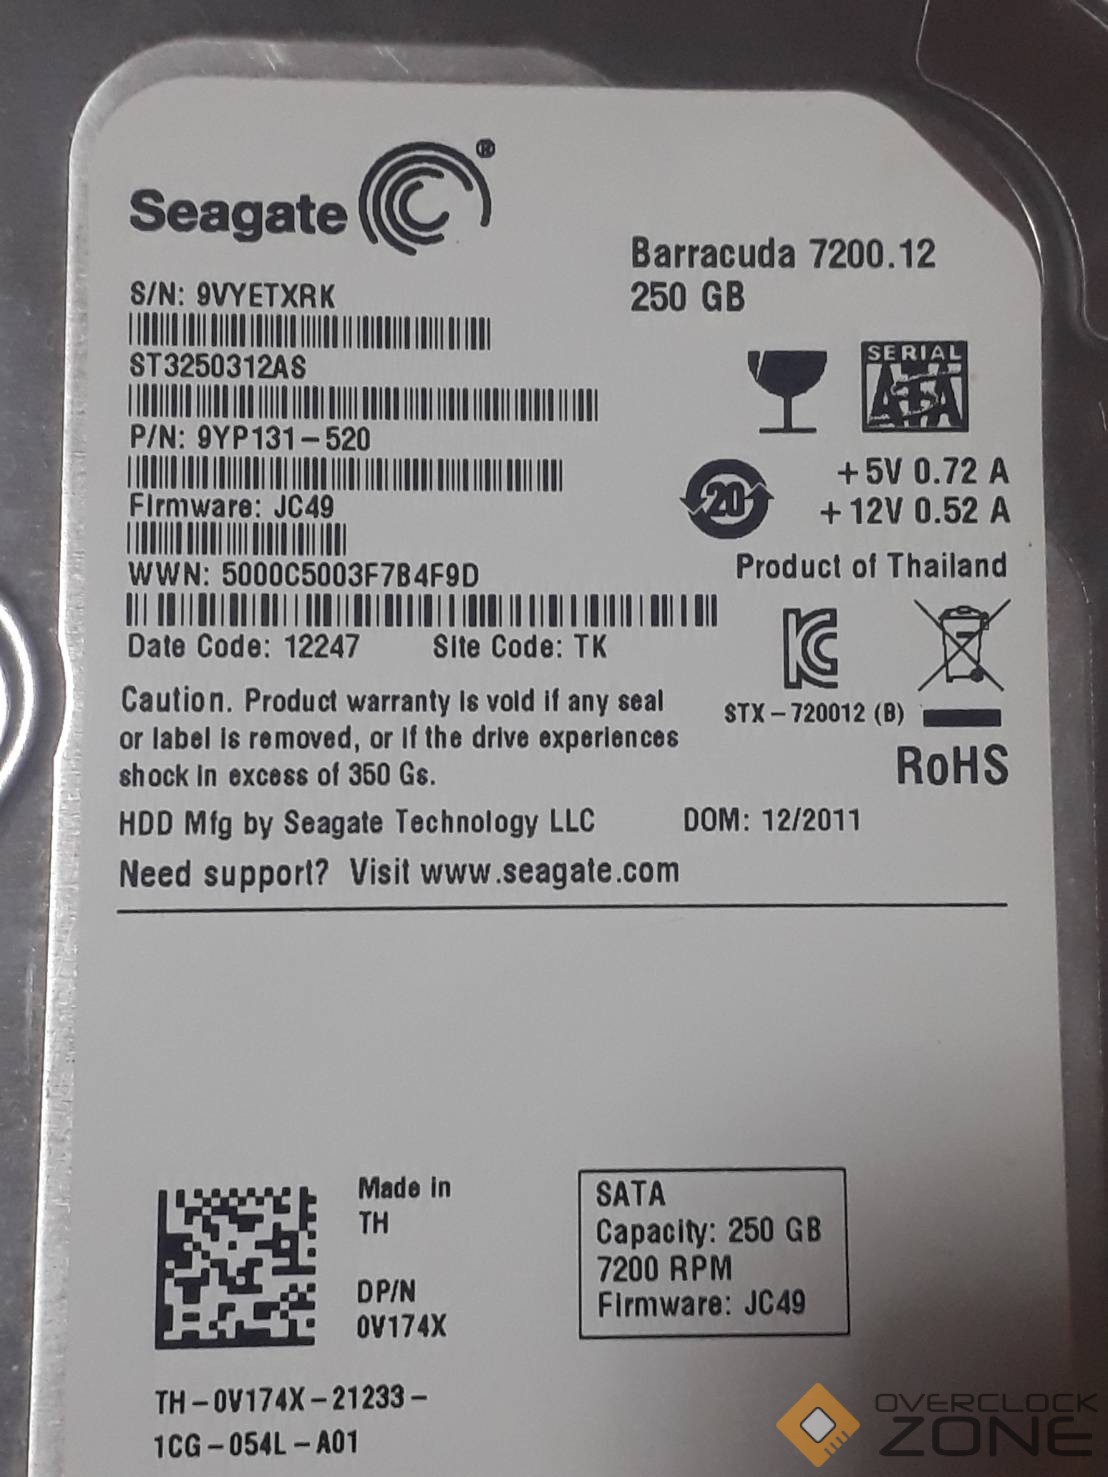 Seagate®
Barracuda 7200.12
250 GB
S/N: 9VYETXRK
ST3250312AS
P/N: 9YP131-520
Firmware: JC49
WWN: 5000C5003F7B4F9D
Date Code: 12247 Site Code: TK
SERIAL
ATA
20
+5V 0.72 A
+12V 0.52 A
Product of Thailand
STX-720012 (B)
RoHS
Caution. Product warranty is void if any seal
or label is removed, or if the drive experiences
shock in excess of 350 Gs.
HDD Mfg by Seagate Technology LLC DOM: 12/2011
Need support? Visit www.seagate.com
Made in
TH
DP/N
0V174X
SATA
Capacity: 250 GB
7200 RPM
Firmware: JC49
TH-0V174X-21233-
1CG-054L-A01
OVERCLOCK
ZONE